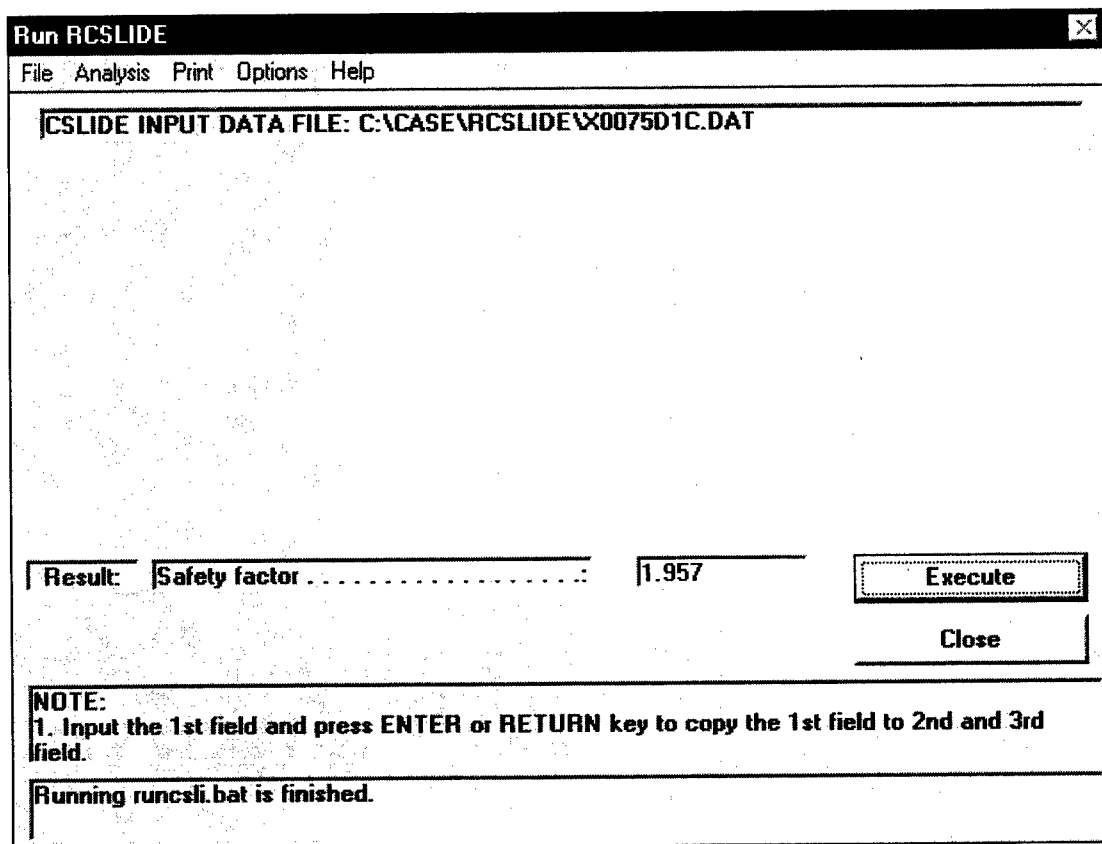 Run RCSLIDE
File Analysis Print Options Help
CSLIDE INPUT DATA FILE: C:\CASE\RCSLIDE\X0075D1C.DAT
Result: Safety factor . . . . . . . . . . . . . . . . . . .: 1.957 Execute
Close
NOTE:
1. Input the 1st field and press ENTER or RETURN key to copy the 1st field to 2nd and 3rd
field.
Running runcsli.bat is finished.